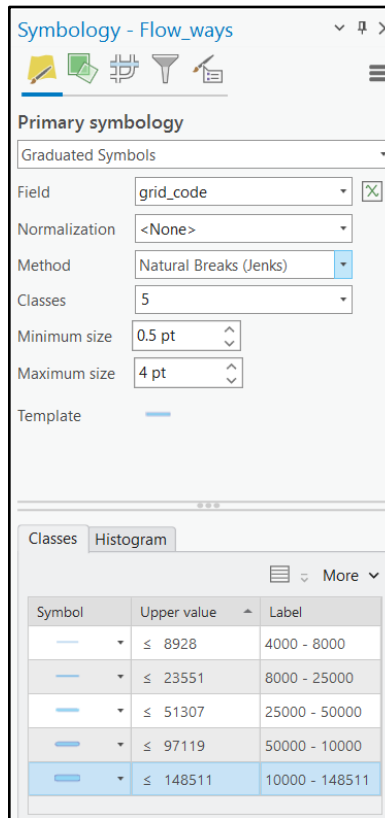 Symbology - Flow_ways
Primary symbology
Graduated Symbols
Field grid_code
Normalization <None>
Method Natural Breaks (Jenks)
Classes 5
Minimum size 0.5 pt
Maximum size 4 pt
Template
Classes Histogram
More
Symbol Upper value Label
≤ 8928 4000 - 8000
≤ 23551 8000 - 25000
≤ 51307 25000 - 50000
≤ 97119 50000 - 10000
≤ 148511 10000 - 148511